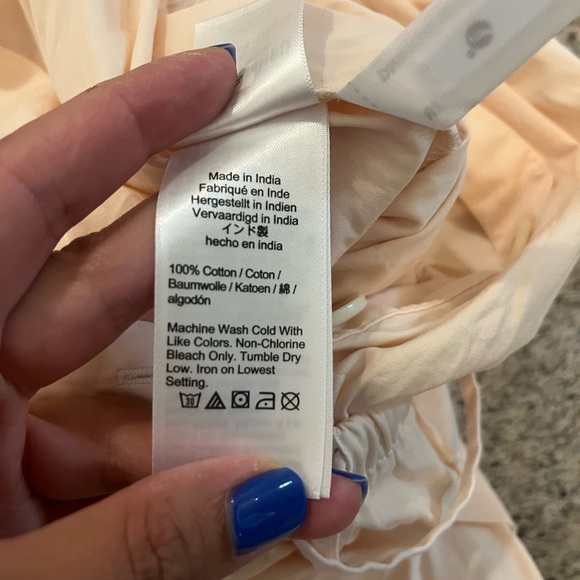 Made in India
Fabriqué en Inde
Hergestellt in Indien
Vervaardigd in India
インド製
hecho en india
100% Cotton / Coton /
Baumwolle / Katoen / 綿 /
algodón
Machine Wash Cold With
Like Colors. Non-Chlorine
Bleach Only. Tumble Dry
Low. Iron on Lowest
Setting.
30